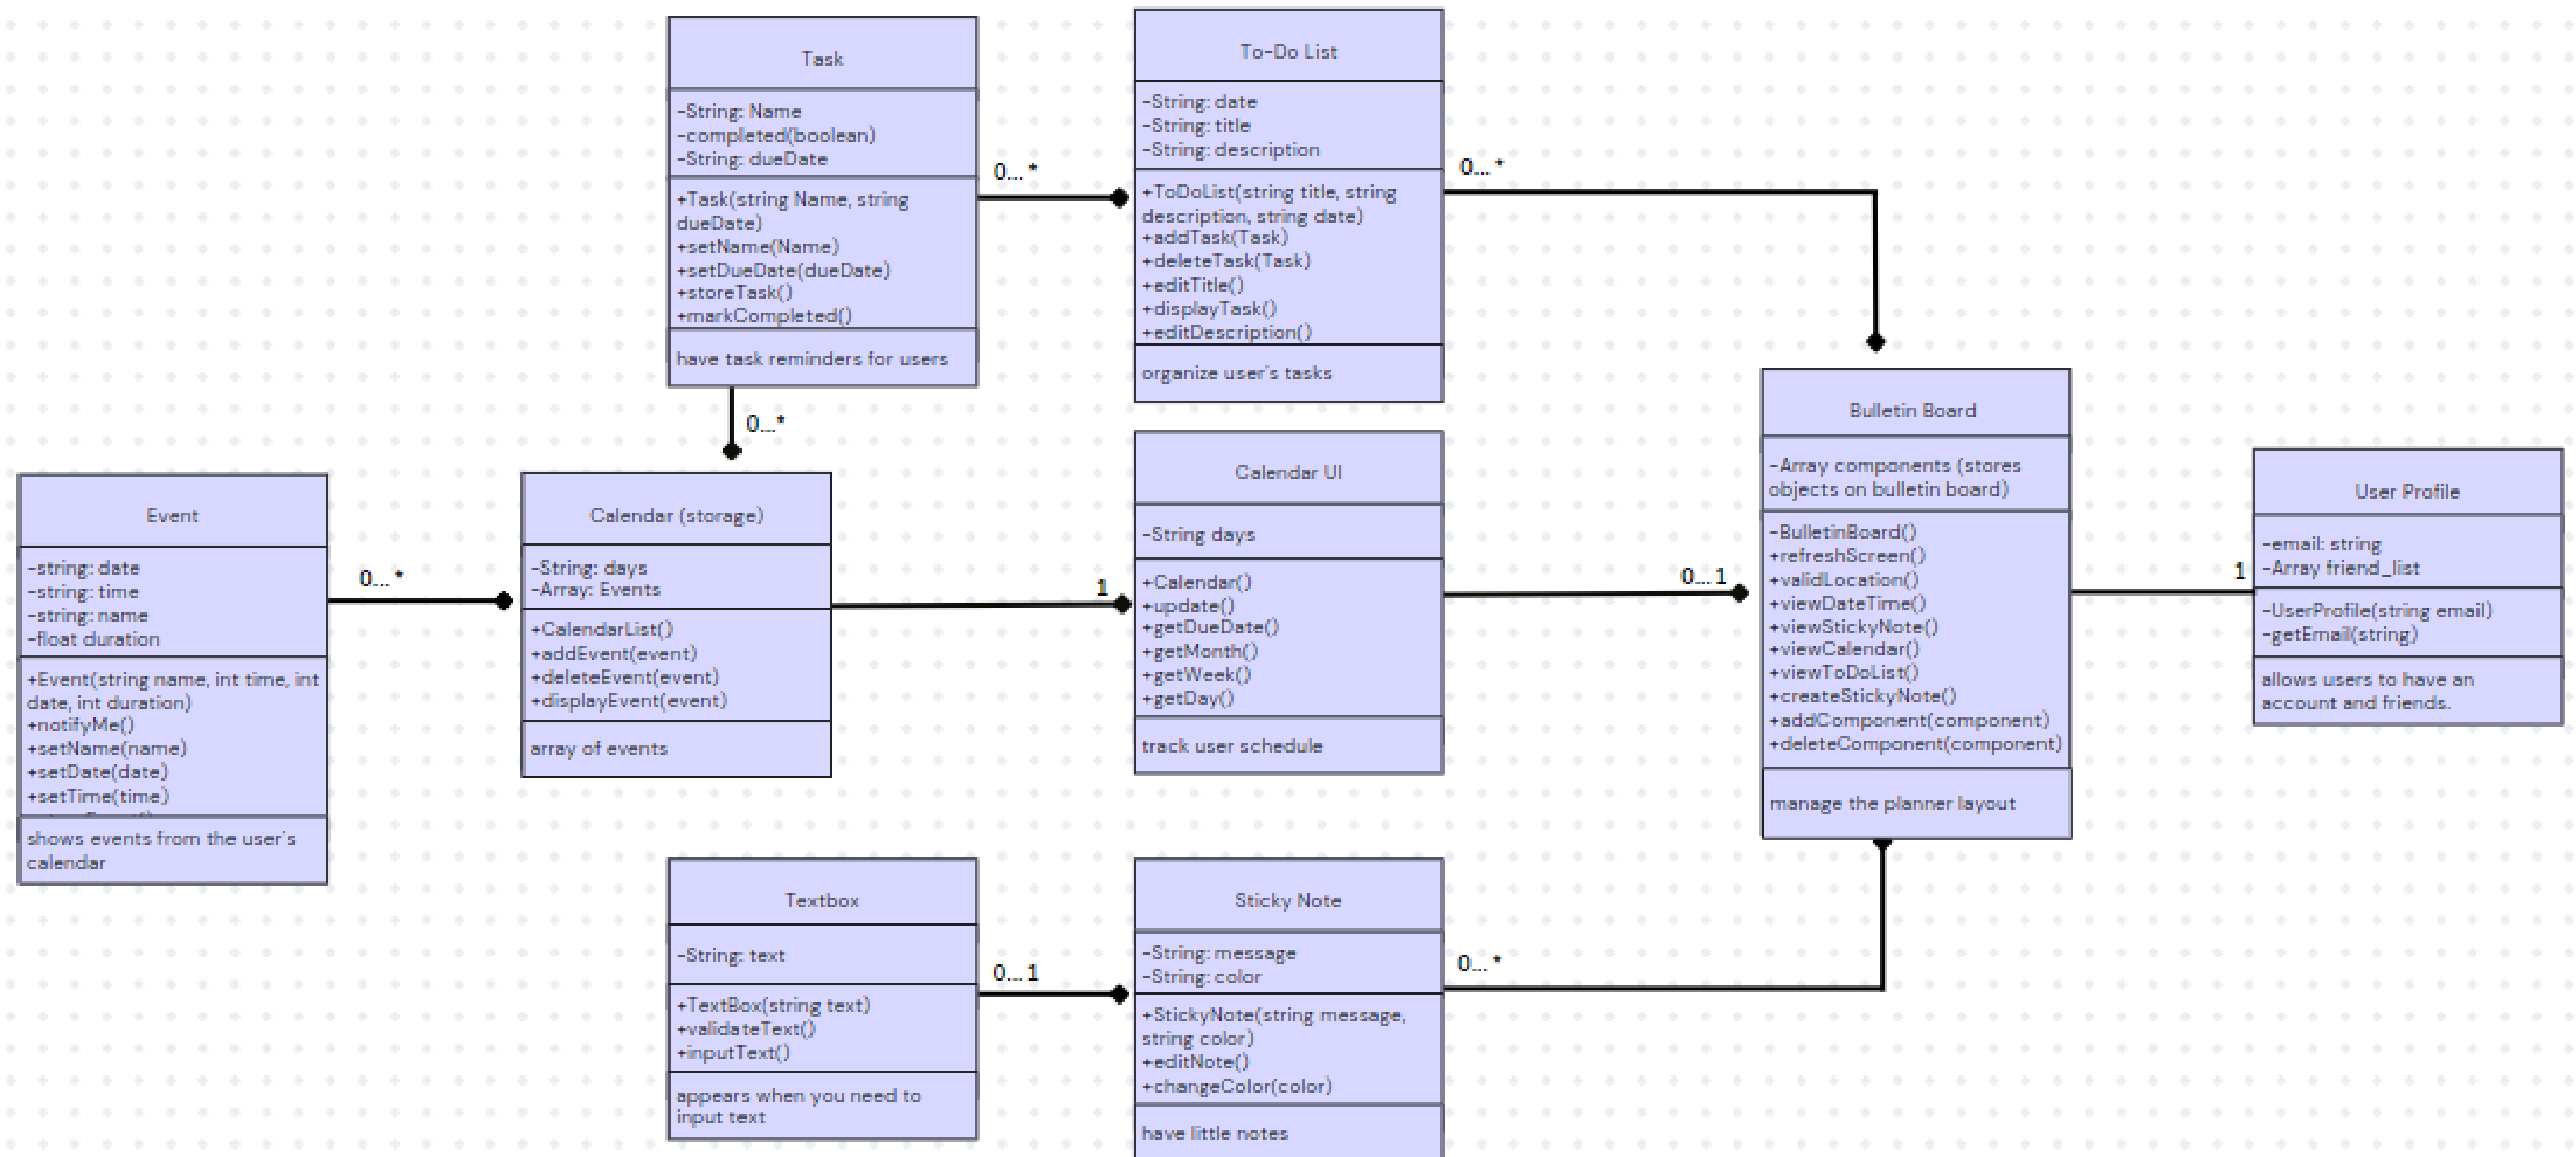 Task
-String: Name
-completed(boolean)
-String: dueDate
+Task(string Name, string
dueDate)
+setName(Name)
+setDueDate(dueDate)
+storeTask()
+markCompleted()
have task reminders for users
0... *
To-Do List
-String: date
-String: title
-String: description
+ToDoList(string title, string
description, string date)
+addTask(Task)
+deleteTask(Task)
+editTitle()
+displayTask()
+editDescription()
organize user's tasks
0... *
0...*
Event
-string: date
-string: time
-string: name
-float duration
+Event(string name, int time, int
date, int duration)
+notifyMe()
+setName(name)
+setDate(date)
+setTime(time)
shows events from the user's
calendar
0... *
Calendar (storage)
-String: days
-Array: Events
+CalendarList()
+addEvent(event)
+deleteEvent(event)
+displayEvent(event)
array of events
1
Calendar UI
-String days
+Calendar()
+update()
+getDueDate()
+getMonth()
+getWeek()
+getDay()
track user schedule
0... 1
Bulletin Board
-Array components (stores
objects on bulletin board)
-BulletinBoard()
+refreshScreen()
+validLocation()
+viewDateTime()
+viewStickyNote()
+viewCalendar()
+viewToDoList()
+createStickyNote()
+addComponent(component)
+deleteComponent(component)
manage the planner layout
1
User Profile
-email: string
-Array friend_list
-UserProfile(string email)
-getEmail(string)
allows users to have an
account and friends.
Textbox
-String: text
+TextBox(string text)
+validateText()
+inputText()
appears when you need to
input text
0... 1
Sticky Note
-String: message
-String: color
+StickyNote(string message,
string color)
+editNote()
+changeColor(color)
have little notes
0... *